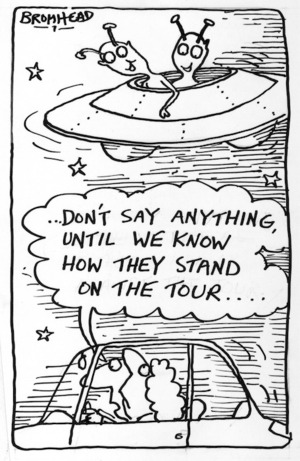 BROMHEAD
...DON'T SAY ANYTHING,
UNTIL WE KNOW
HOW THEY STAND
ON THE TOUR....